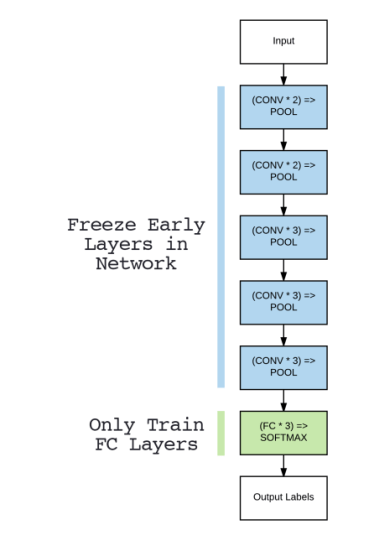 Input
(CONV * 2) =>
POOL
(CONV * 2) =>
POOL
Freeze Early
Layers in
Network
(CONV * 3) =>
POOL
(CONV * 3) =>
POOL
(CONV * 3) =>
POOL
Only Train
FC Layers
(FC * 3) =>
SOFTMAX
Output Labels